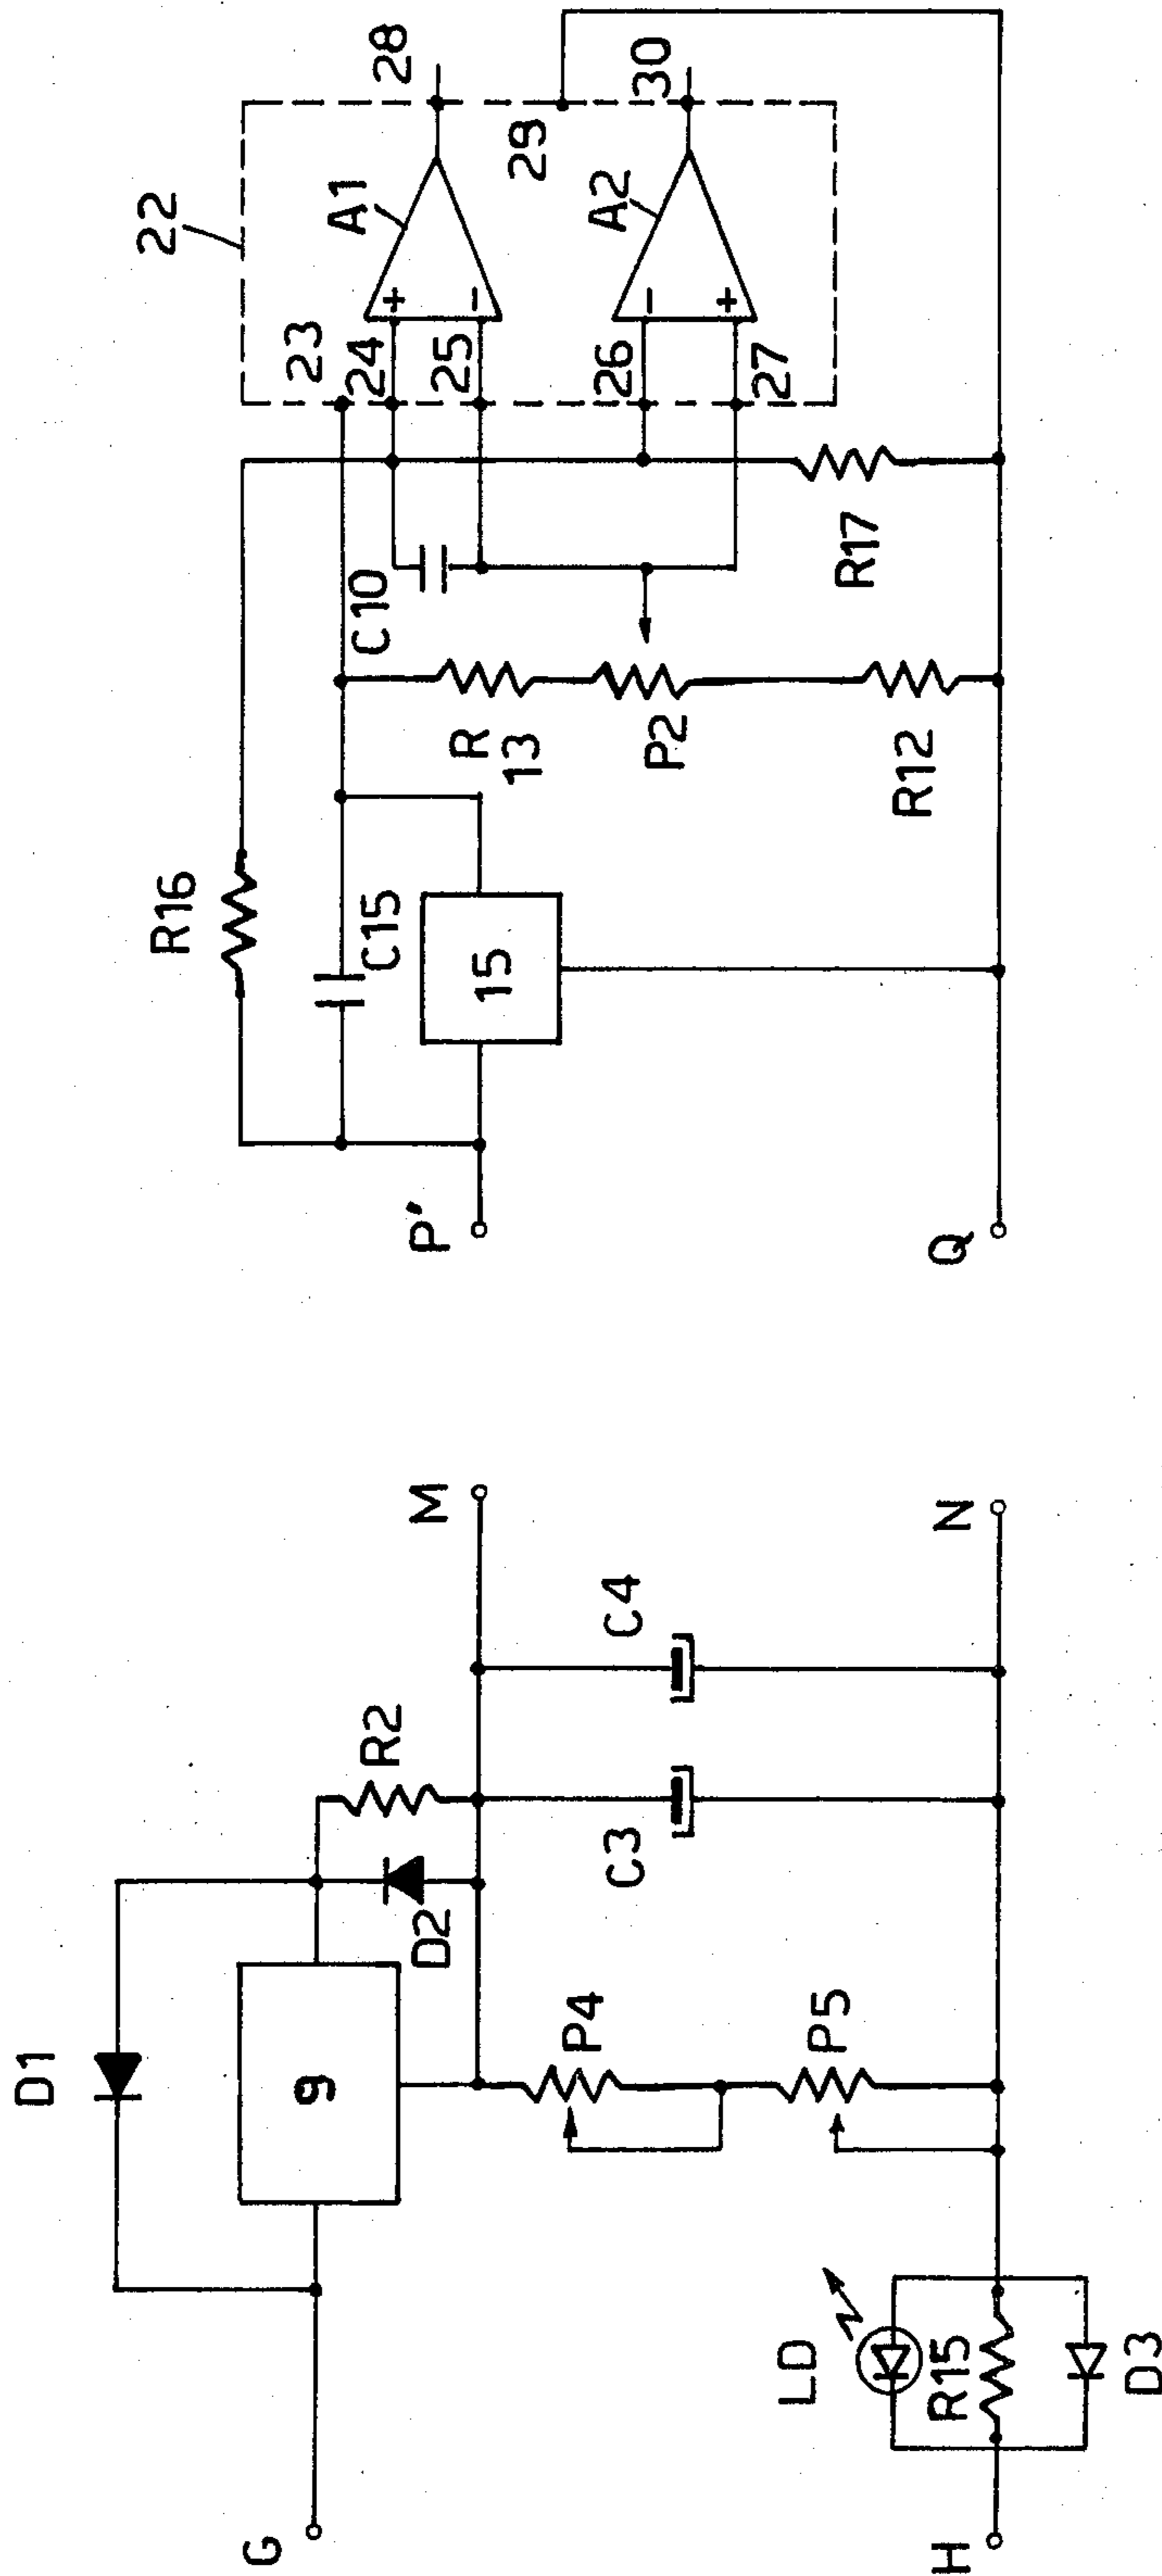 22
28
A1
23
24
+
25
-
29
26
-
30
A2
27
+
R16
C10
C15
R
13
15
P2
R17
R12
P'
Q
D1
M
R2
9
D2
C4
C3
P4
P5
N
LD
R15
D3
G
H